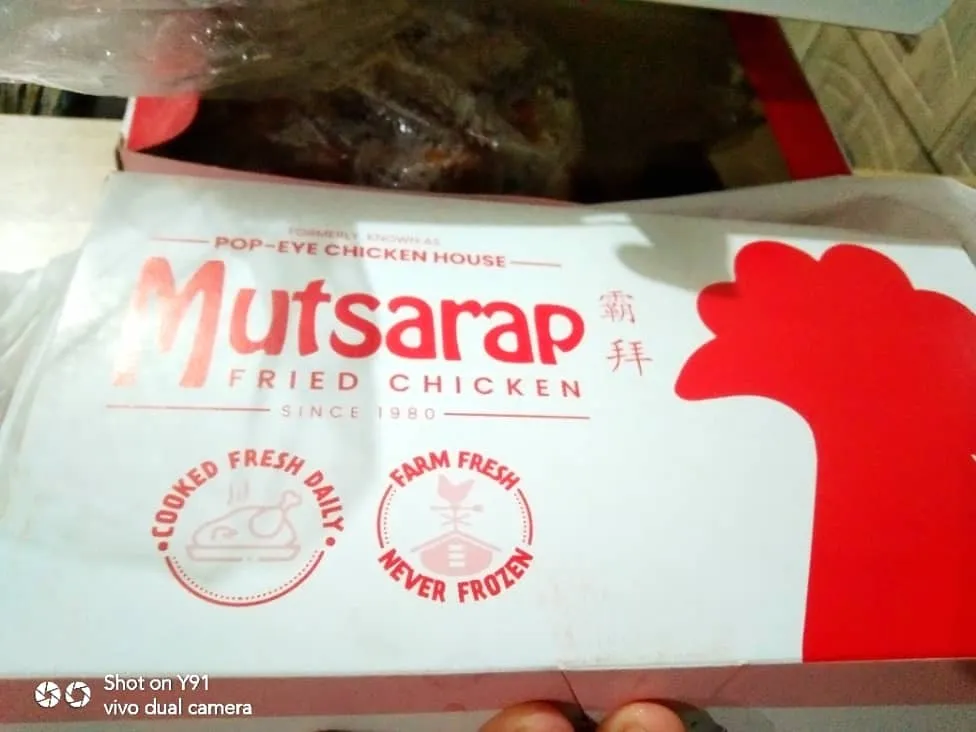 FORMERLY KNOWN AS
POP-EYE CHICKEN HOUSE
Mutsarap
霸
拜
FRIED CHICKEN
SINCE 1980
COOKED FRESH DAILY
FARM FRESH
NEVER FROZEN
Shot on Y91
vivo dual camera